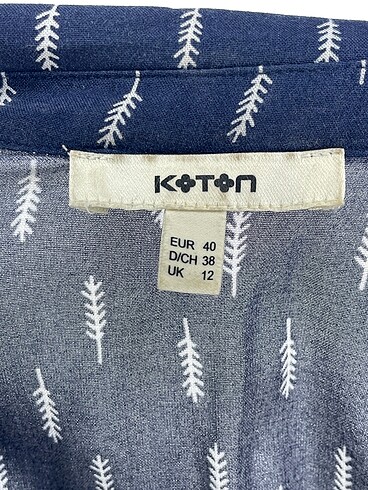 KOTON
EUR 40
D/CH 38
UK 12